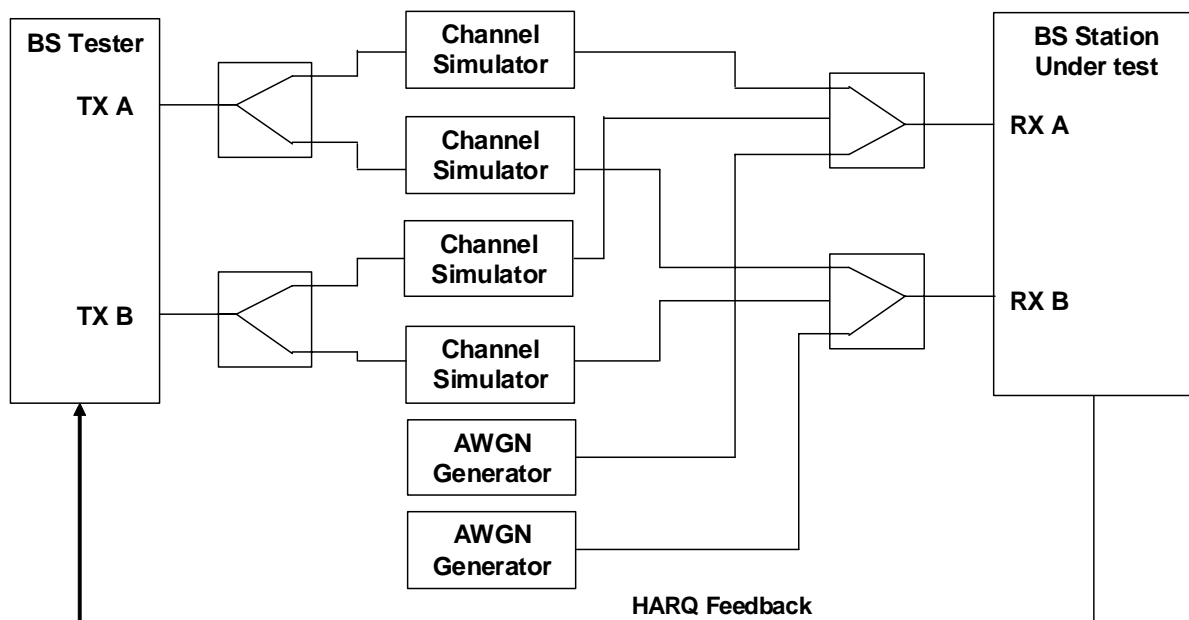 BS Tester
TX A
TX B
Channel
Simulator
Channel
Simulator
Channel
Simulator
Channel
Simulator
AWGN
Generator
AWGN
Generator
BS Station
Under test
RX A
RX B
HARQ Feedback